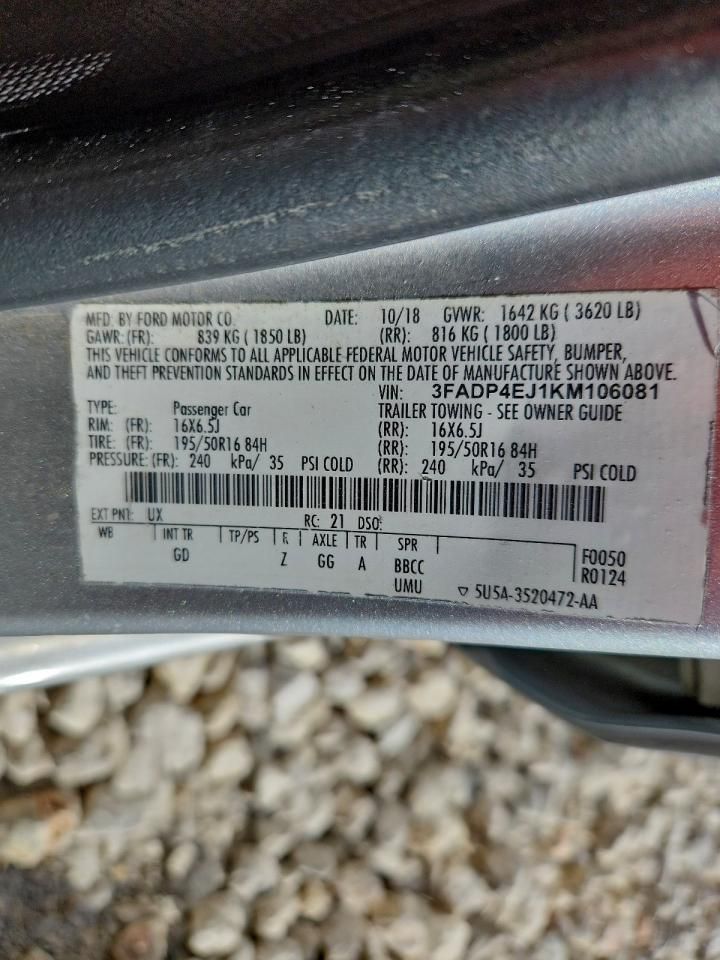 MFD. BY FORD MOTOR CO. DATE: 10/18 GVWR: 1642 KG ( 3620 LB)
GAWR: (FR): 839 KG ( 1850 LB) (RR): 816 KG ( 1800 LB)
THIS VEHICLE CONFORMS TO ALL APPLICABLE FEDERAL MOTOR VEHICLE SAFETY, BUMPER,
AND THEFT PREVENTION STANDARDS IN EFFECT ON THE DATE OF MANUFACTURE SHOWN ABOVE.
VIN: 3FADP4EJ1KM106081
TYPE: Passenger Car TRAILER TOWING - SEE OWNER GUIDE
RIM: (FR): 16X6.5J (RR): 16X6.5J
TIRE: (FR): 195/50R16 84H (RR): 195/50R16 84H
PRESSURE: (FR): 240 kPa/ 35 PSI COLD (RR): 240 kPa/ 35 PSI COLD
EXT PNT: UX RC: 21 DSO:
WB INT TR TP/PS R AXLE TR SPR F0050
GD Z GG A BBCC R0124
UMU ▽ 5U5A-3520472-AA